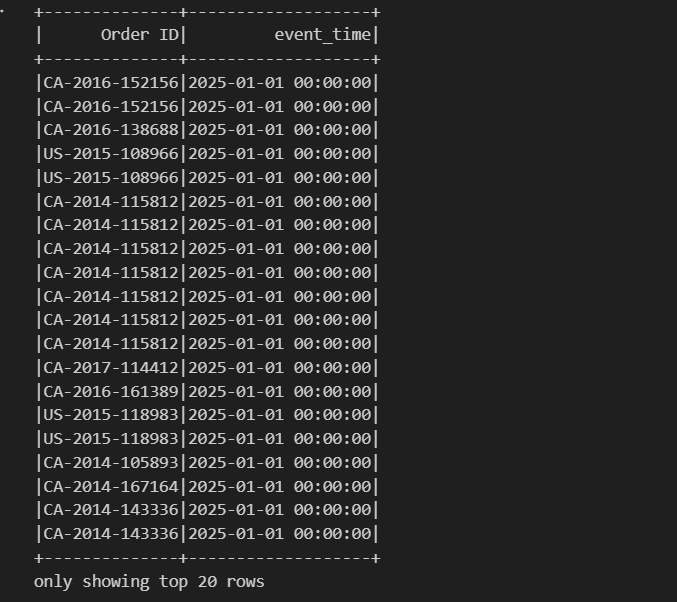 +--------------+-------------------+
|      Order ID|         event_time|
+--------------+-------------------+
|CA-2016-152156|2025-01-01 00:00:00|
|CA-2016-152156|2025-01-01 00:00:00|
|CA-2016-138688|2025-01-01 00:00:00|
|US-2015-108966|2025-01-01 00:00:00|
|US-2015-108966|2025-01-01 00:00:00|
|CA-2014-115812|2025-01-01 00:00:00|
|CA-2014-115812|2025-01-01 00:00:00|
|CA-2014-115812|2025-01-01 00:00:00|
|CA-2014-115812|2025-01-01 00:00:00|
|CA-2014-115812|2025-01-01 00:00:00|
|CA-2014-115812|2025-01-01 00:00:00|
|CA-2014-115812|2025-01-01 00:00:00|
|CA-2017-114412|2025-01-01 00:00:00|
|CA-2016-161389|2025-01-01 00:00:00|
|US-2015-118983|2025-01-01 00:00:00|
|US-2015-118983|2025-01-01 00:00:00|
|CA-2014-105893|2025-01-01 00:00:00|
|CA-2014-167164|2025-01-01 00:00:00|
|CA-2014-143336|2025-01-01 00:00:00|
|CA-2014-143336|2025-01-01 00:00:00|
+--------------+-------------------+
only showing top 20 rows